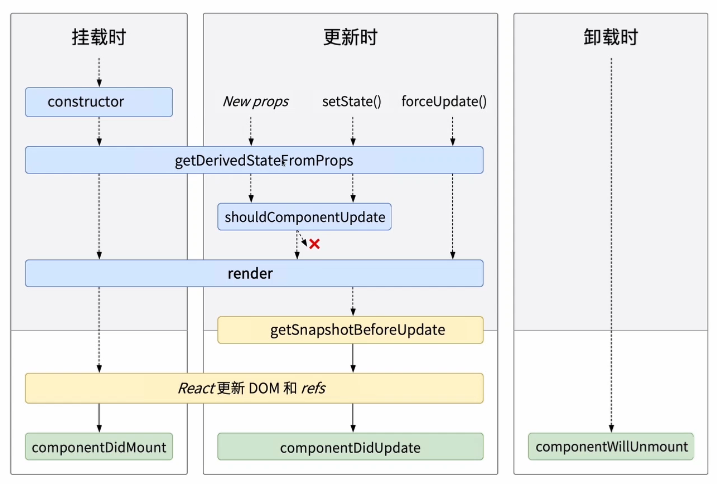 挂载时
更新时
卸载时
constructor
New props
setState()
forceUpdate()
getDerivedStateFromProps
shouldComponentUpdate
render
getSnapshotBeforeUpdate
React 更新 DOM 和 refs
componentDidMount
componentDidUpdate
componentWillUnmount